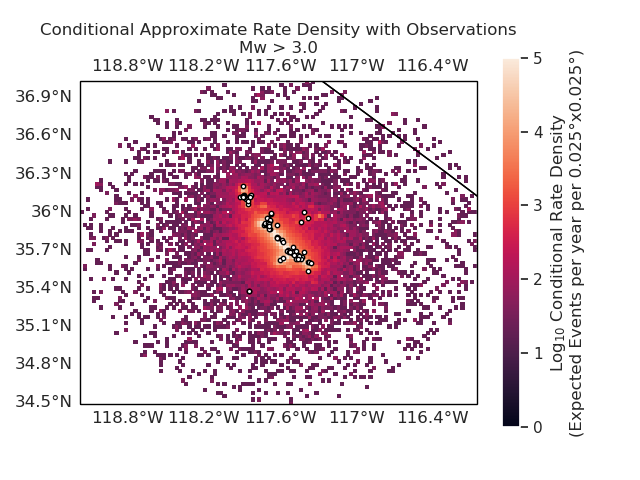 Conditional Approximate Rate Density with Observations
Mw > 3.0
118.8°W 118.2°W 117.6°W 117°W 116.4°W
36.9°N
36.6°N
36.3°N
36°N
35.7°N
35.4°N
35.1°N
34.8°N
34.5°N
118.8°W 118.2°W 117.6°W 117°W 116.4°W
5
4
3
2
1
0
Log₁₀ Conditional Rate Density
(Expected Events per year per 0.025°x0.025°)